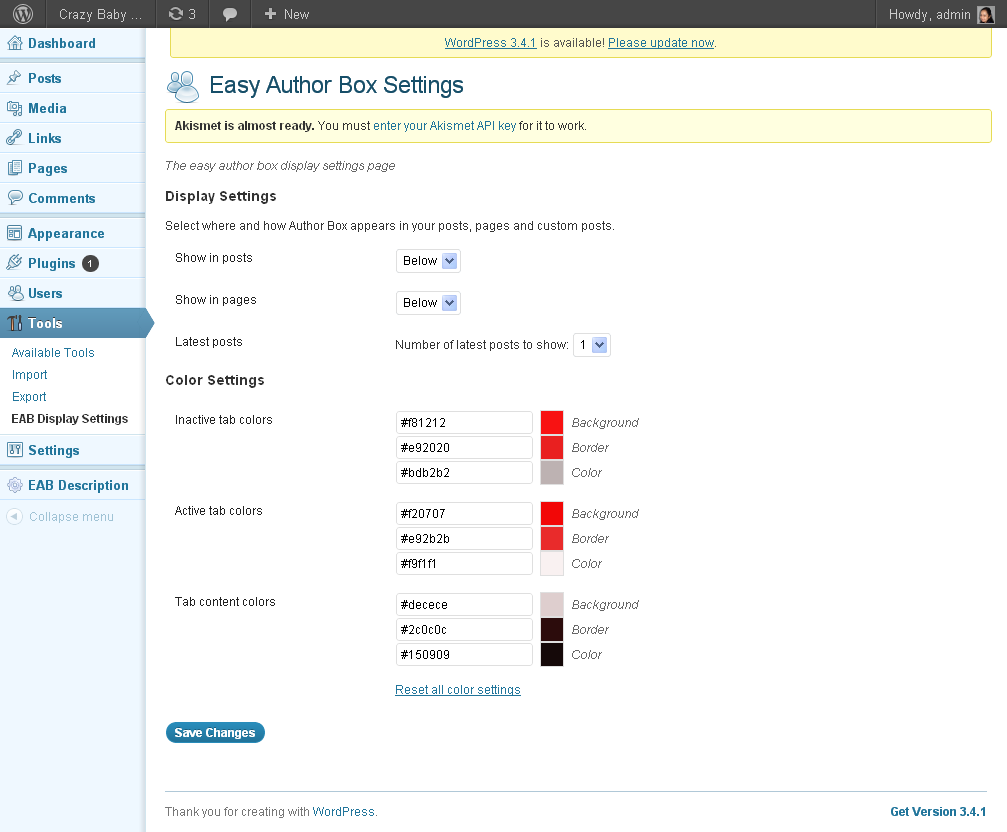 Crazy Baby ... 3 + New Howdy, admin
WordPress 3.4.1 is available! Please update now.
Dashboard
Posts
Media
Links
Pages
Comments
Appearance
Plugins 1
Users
Tools
Available Tools
Import
Export
EAB Display Settings
Settings
EAB Description
Collapse menu
Easy Author Box Settings
Akismet is almost ready. You must enter your Akismet API key for it to work.
The easy author box display settings page
Display Settings
Select where and how Author Box appears in your posts, pages and custom posts.
Show in posts Below
Show in pages Below
Latest posts Number of latest posts to show: 1
Color Settings
Inactive tab colors #f81212 Background
#e92020 Border
#bdb2b2 Color
Active tab colors #f20707 Background
#e92b2b Border
#f9f1f1 Color
Tab content colors #decece Background
#2c0c0c Border
#150909 Color
Reset all color settings
Save Changes
Thank you for creating with WordPress. Get Version 3.4.1